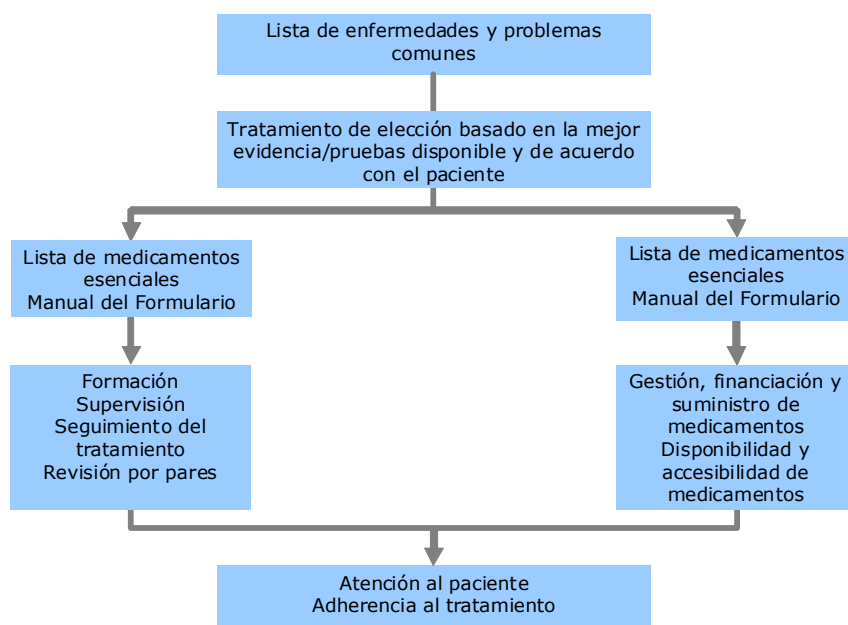 Lista de enfermedades y problemas
comunes
Tratamiento de elección basado en la mejor
evidencia/pruebas disponible y de acuerdo
con el paciente
Lista de medicamentos
esenciales
Manual del Formulario
Lista de medicamentos
esenciales
Manual del Formulario
Formación
Supervisión
Seguimiento del
tratamiento
Revisión por pares
Gestión, financiación y
suministro de
medicamentos
Disponibilidad y
accesibilidad de
medicamentos
Atención al paciente
Adherencia al tratamiento